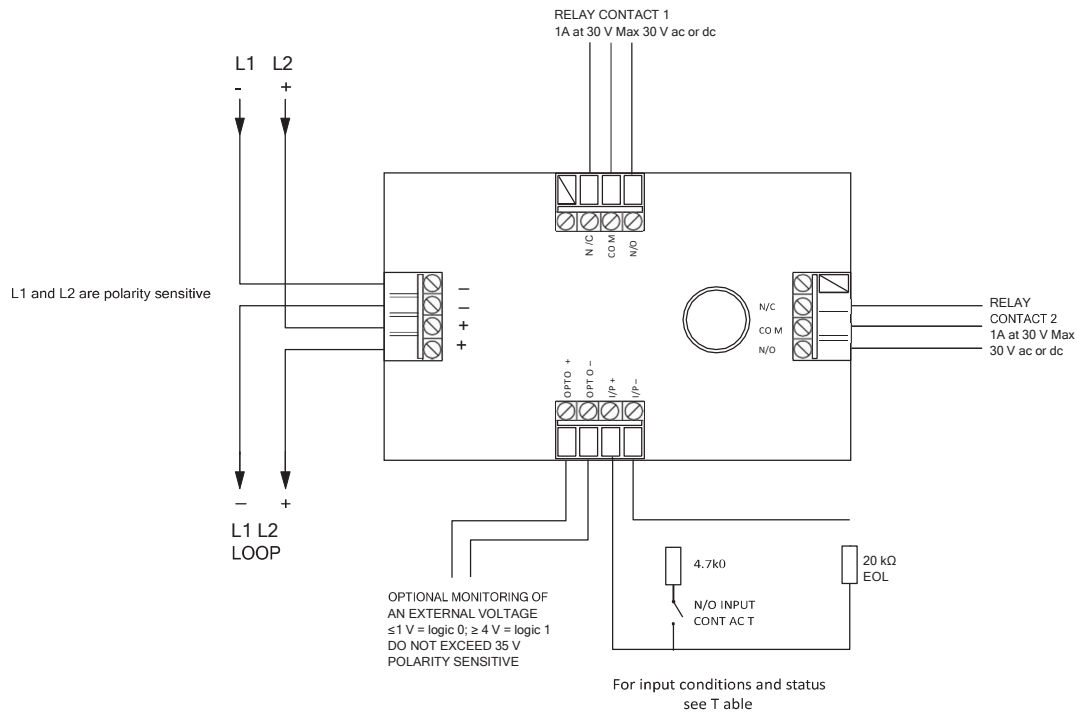 RELAY CONTACT 1
1A at 30 V Max 30 V ac or dc
L1 L2
- +
N /C
CO M
N/O
L1 and L2 are polarity sensitive
–
–
+
+
N/C
CO M
N/O
RELAY
CONTACT 2
1A at 30 V Max
30 V ac or dc
OPTO +
OPT O –
I/P +
I/P –
– +
L1 L2
LOOP
4.7kΩ
20 kΩ
EOL
N/O INPUT
CONT AC T
OPTIONAL MONITORING OF
AN EXTERNAL VOLTAGE
≤1 V = logic 0; ≥ 4 V = logic 1
DO NOT EXCEED 35 V
POLARITY SENSITIVE
For input conditions and status
see T able